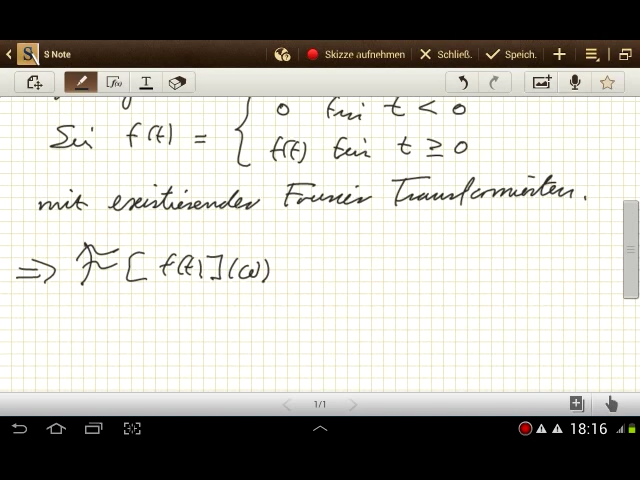 S Note
Skizze aufnehmen
Schließ.
Speich.
f(x)
T
0 für t < 0
Sei f(t) =
f(t) für t ≥ 0
mit existierender Fourier Transformierten.
=> F[f(t)](ω)
1/1
18:16